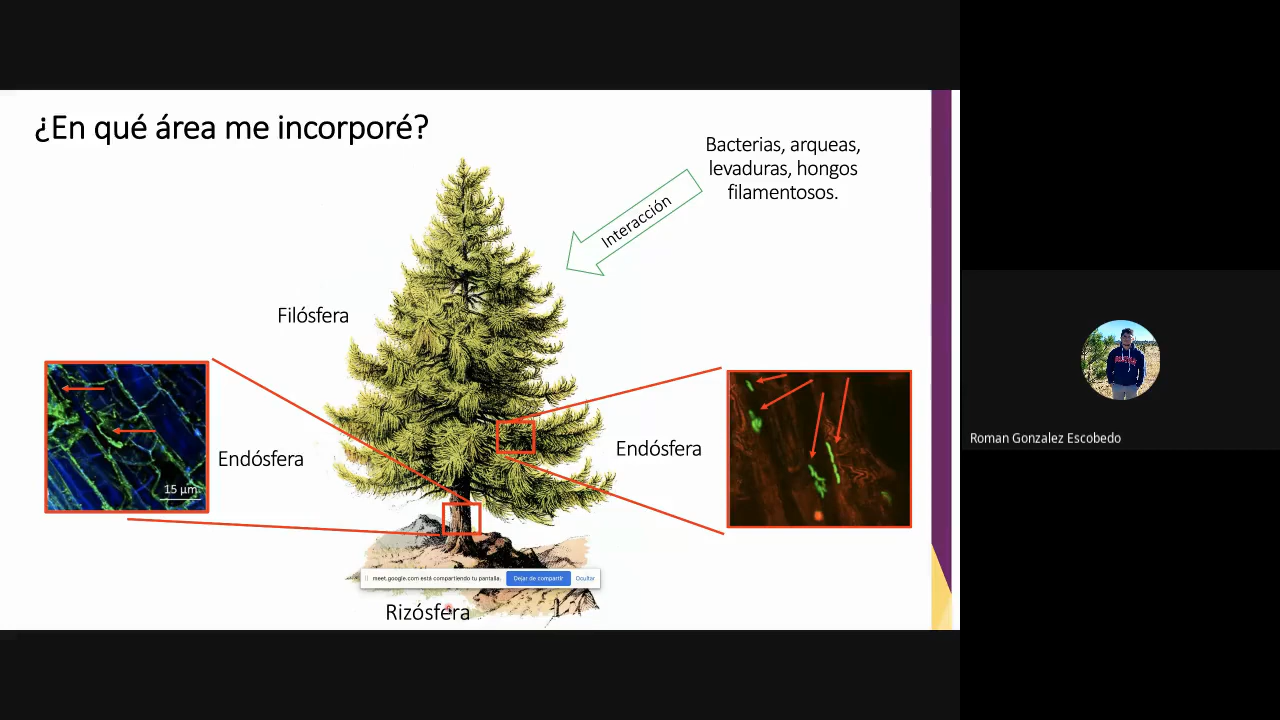 ¿En qué área me incorporé?
Bacterias, arqueas,
levaduras, hongos
filamentosos.
Interacción
Filósfera
Endósfera
15 µm
Endósfera
Roman Gonzalez Escobedo
meet.google.com está compartiendo tu pantalla.
Dejar de compartir
Ocultar
Rizósfera